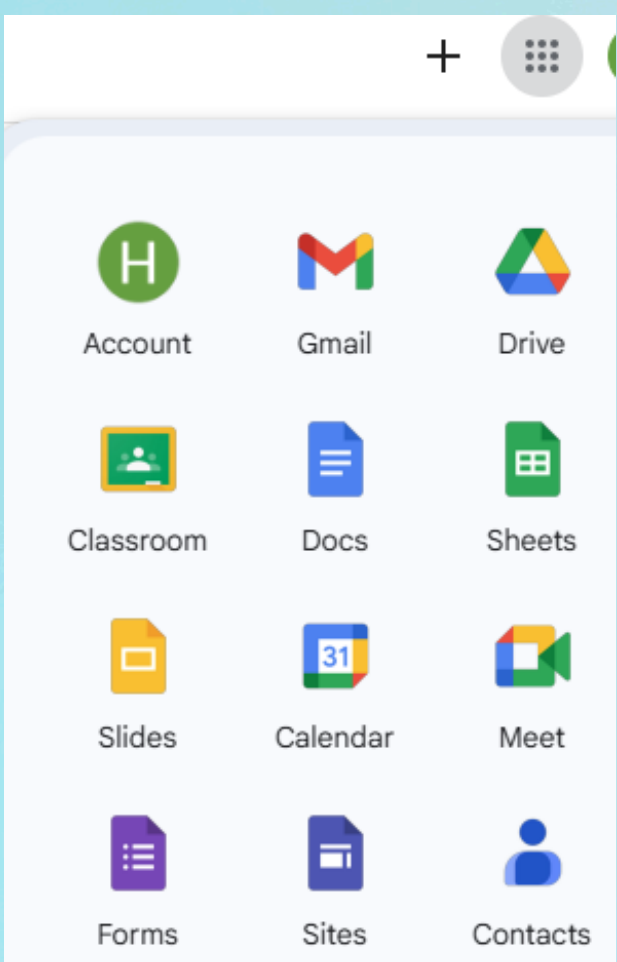 H
Account Gmail Drive
Classroom Docs Sheets
31
Slides Calendar Meet
Forms Sites Contacts